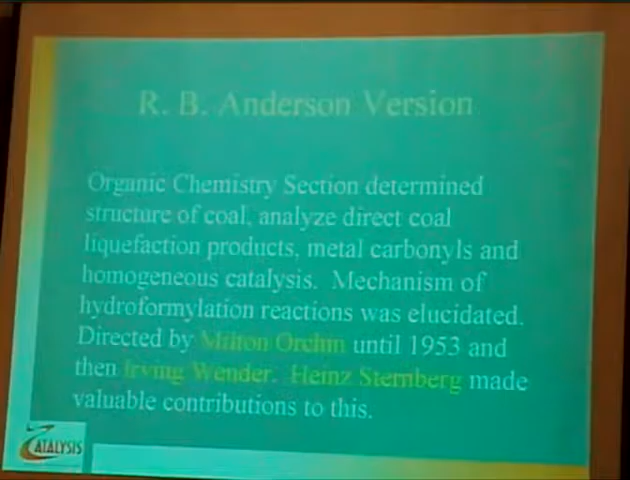 R. B. Anderson Version
Organic Chemistry Section determined
structure of coal, analyze direct coal
liquefaction products, metal carbonyls and
homogeneous catalysis. Mechanism of
hydroformylation reactions was elucidated.
Directed by Milton Orchin until 1953 and
then Irving Wender. Heinz Sternberg made
valuable contributions to this.
CATALYSIS